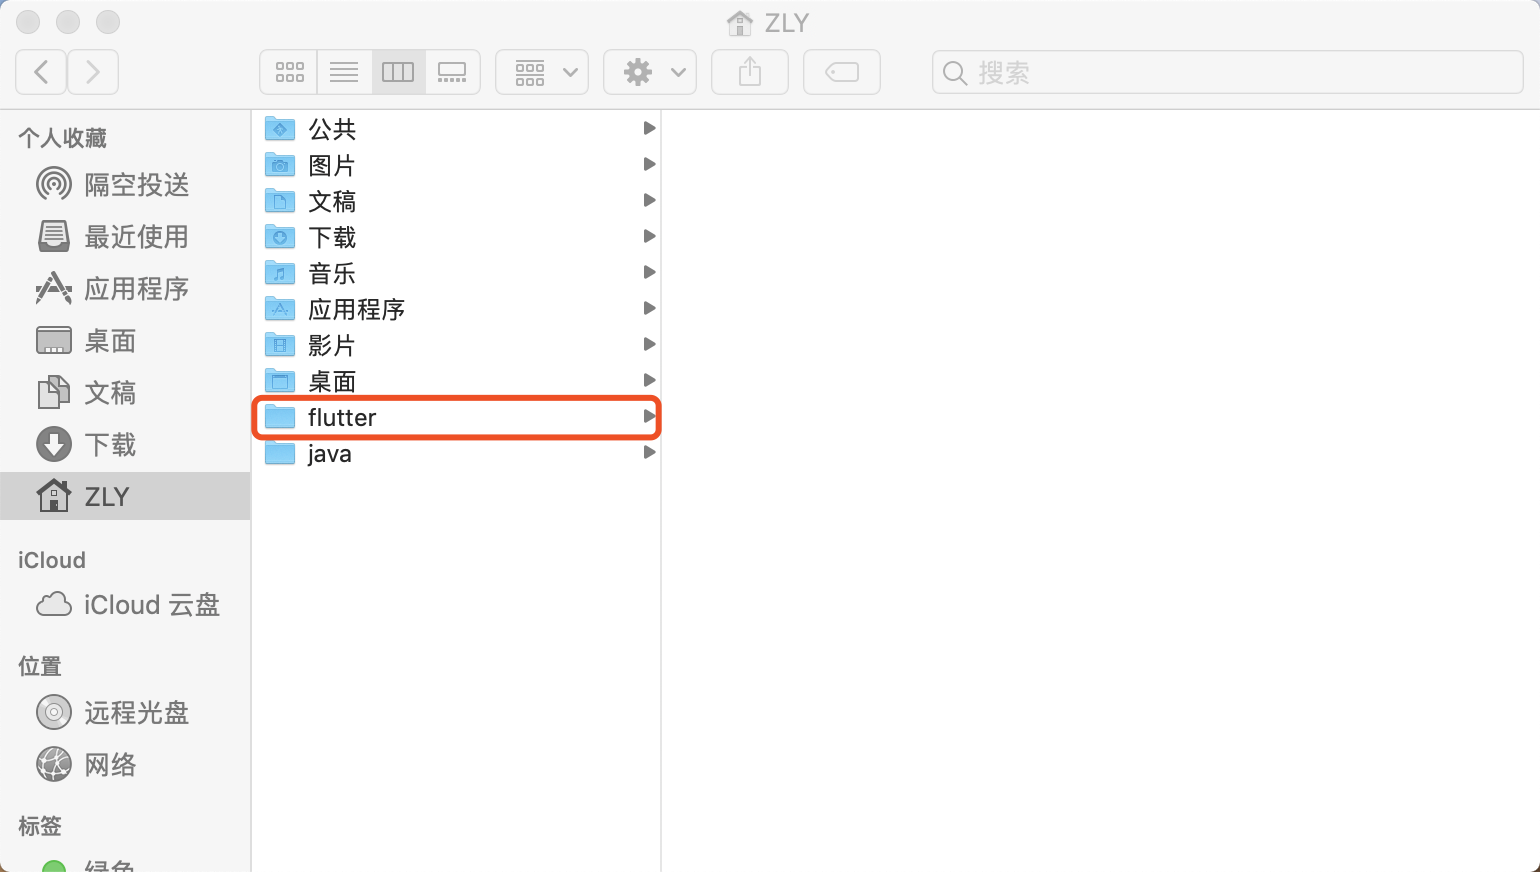 ZLY
搜索
个人收藏
隔空投送
最近使用
应用程序
桌面
文稿
下载
ZLY
iCloud
iCloud 云盘
位置
远程光盘
网络
标签
绿色
公共
图片
文稿
下载
音乐
应用程序
影片
桌面
flutter
java